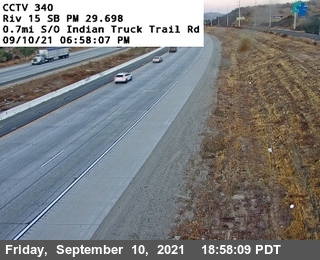 CCTV 340
Riv 15 SB PM 29.698
0.7mi S/O Indian Truck Trail Rd
09/10/21 06:58:07 PM
Friday, September 10, 2021 18:58:09 PDT